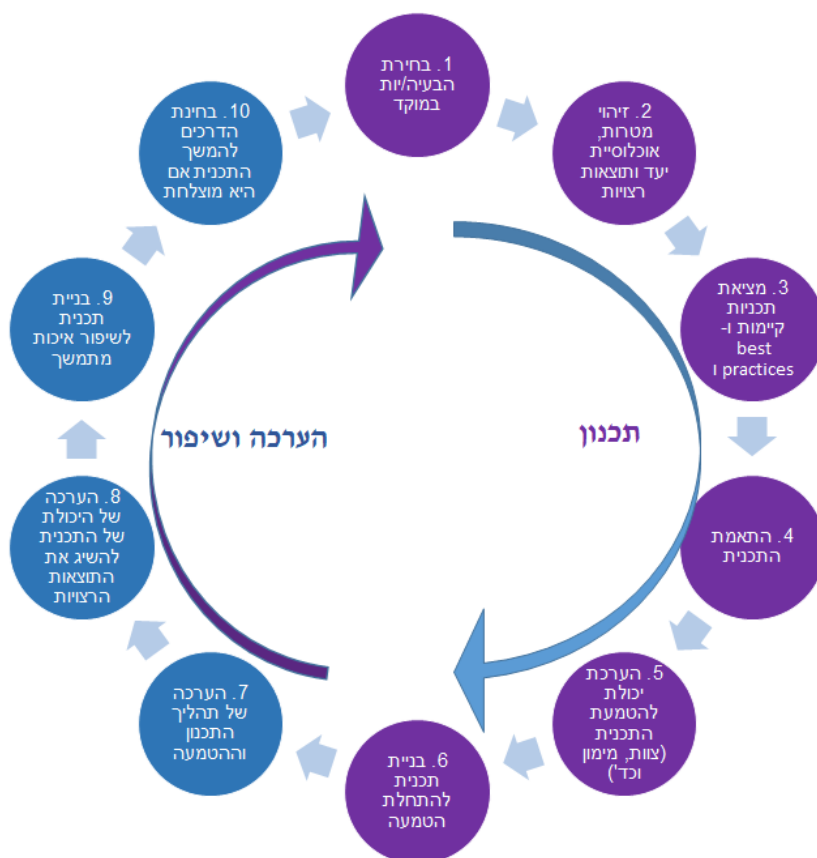 1. בחירת
הבעיה/יות
במוקד
2. זיהוי
מטרות,
אוכלוסיית
יעד ותוצאות
רצויות
3. מציאת
תכניות
קיימות ו-
best
practices ו
4. התאמת
התכנית
5. הערכת
יכולת
להטמעת
התכנית
(צוות, מימון
וכד')
6. בניית
תכנית
להתחלת
הטמעה
7. הערכה
של תהליך
התכנון
וההטמעה
8. הערכה
של היכולת
של התכנית
להשיג את
התוצאות
הרצויות
9. בניית
תכנית
לשיפור איכות
מתמשך
10. בחינת
הדרכים
להמשך
התכנית אם
היא מוצלחת
תכנון
הערכה ושיפור